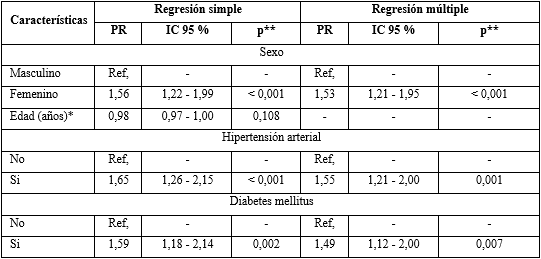 Características Regresión simple Regresión múltiple
PR IC 95 % p** PR IC 95 % p**
Sexo
Masculino Ref, - - Ref, - -
Femenino 1,56 1,22 - 1,99 < 0,001 1,53 1,21 - 1,95 < 0,001
Edad (años)* 0,98 0,97 - 1,00 0,108 - - -
Hipertensión arterial
No Ref, - - Ref, - -
Si 1,65 1,26 - 2,15 < 0,001 1,55 1,21 - 2,00 0,001
Diabetes mellitus
No Ref, - - Ref, - -
Si 1,59 1,18 - 2,14 0,002 1,49 1,12 - 2,00 0,007